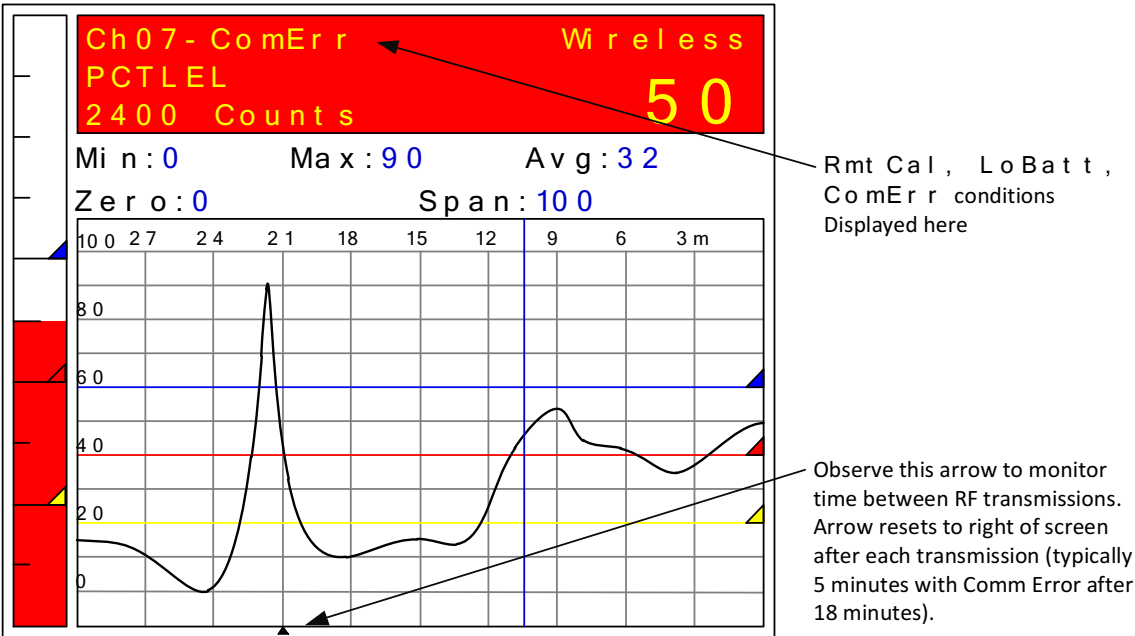 Ch07-ComErr Wireless
PCTLEL
50
2400 Counts
Min:0 Max:90 Avg:32
Zero:0 Span:100
100 27 24 21 18 15 12 9 6 3m
80
60
40
20
0
Rmt Cal, LoBatt,
ComErr conditions
Displayed here
Observe this arrow to monitor
time between RF transmissions.
Arrow resets to right of screen
after each transmission (typically
5 minutes with Comm Error after
18 minutes).